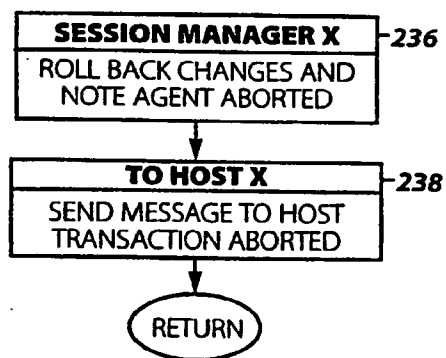 SESSION MANAGER X
236
ROLL BACK CHANGES AND
NOTE AGENT ABORTED
TO HOST X
238
SEND MESSAGE TO HOST
TRANSACTION ABORTED
RETURN